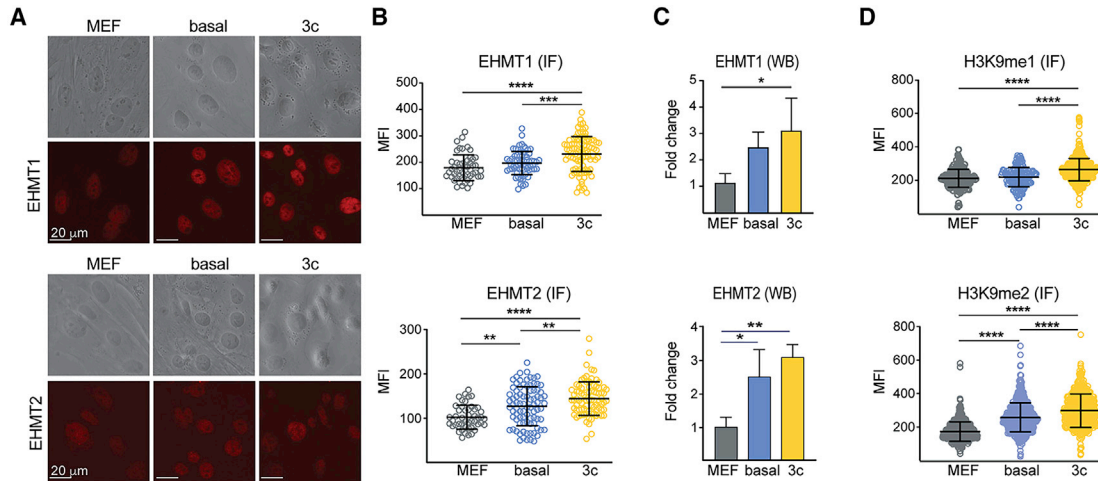 A
MEF basal 3c
EHMT1
20 μm
MEF basal 3c
EHMT2
20 μm
B
EHMT1 (IF)
****
***
MFI
500
400
300
200
100
MEF basal 3c
EHMT2 (IF)
****
** **
MFI
300
200
100
MEF basal 3c
C
EHMT1 (WB)
*
Fold change
5
4
3
2
1
0
MEF basal 3c
EHMT2 (WB)
**
*
Fold change
4
3
2
1
0
MEF basal 3c
D
H3K9me1 (IF)
****
****
MFI
800
600
400
200
MEF basal 3c
H3K9me2 (IF)
****
**** ****
MFI
800
600
400
200
MEF basal 3c